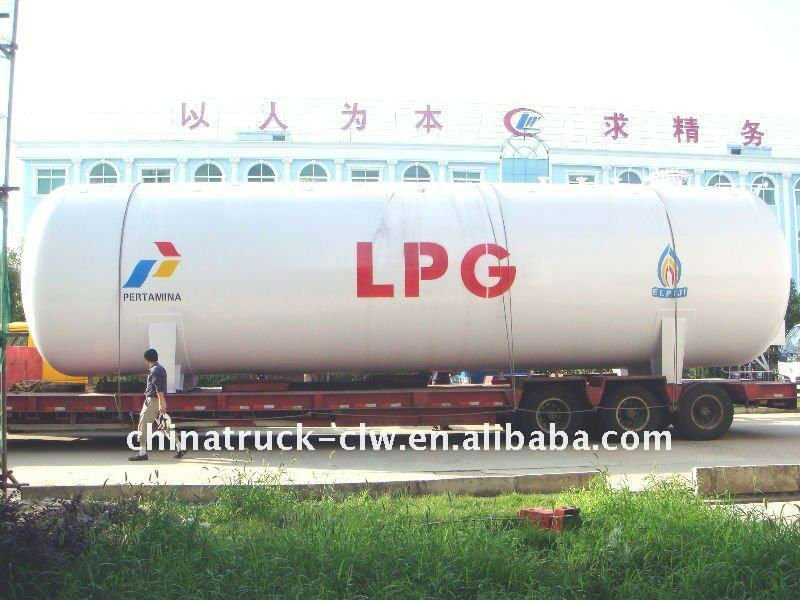 以人为本 求精务
LPG
PERTAMINA
ELPIJI
chinatruck-clw.en.alibaba.com